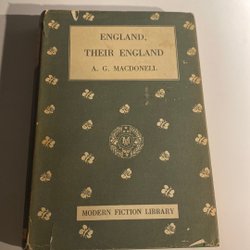 ENGLAND,
THEIR ENGLAND
A. G. MACDONELL
MODERN FICTION LIBRARY